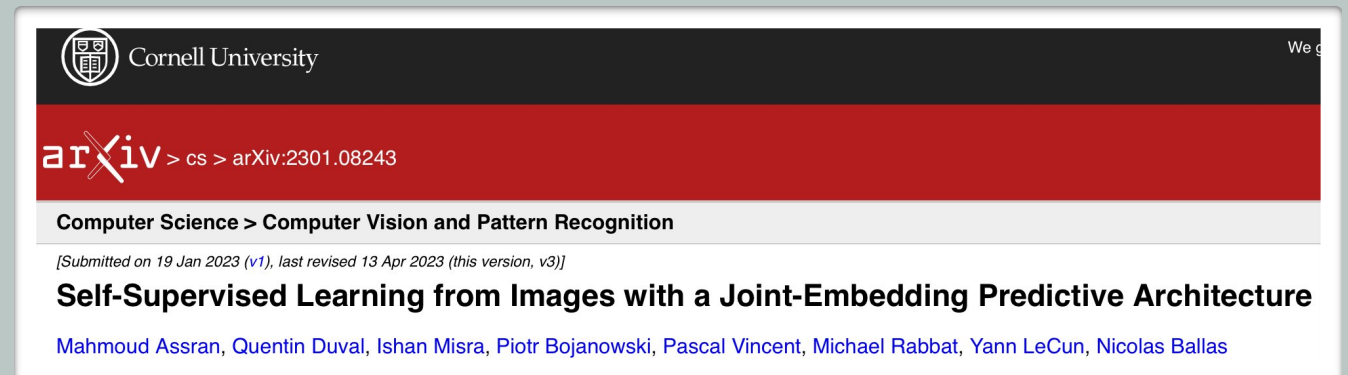 Cornell University
We g
arXiv > cs > arXiv:2301.08243
Computer Science > Computer Vision and Pattern Recognition
[Submitted on 19 Jan 2023 (v1), last revised 13 Apr 2023 (this version, v3)]
Self-Supervised Learning from Images with a Joint-Embedding Predictive Architecture
Mahmoud Assran, Quentin Duval, Ishan Misra, Piotr Bojanowski, Pascal Vincent, Michael Rabbat, Yann LeCun, Nicolas Ballas